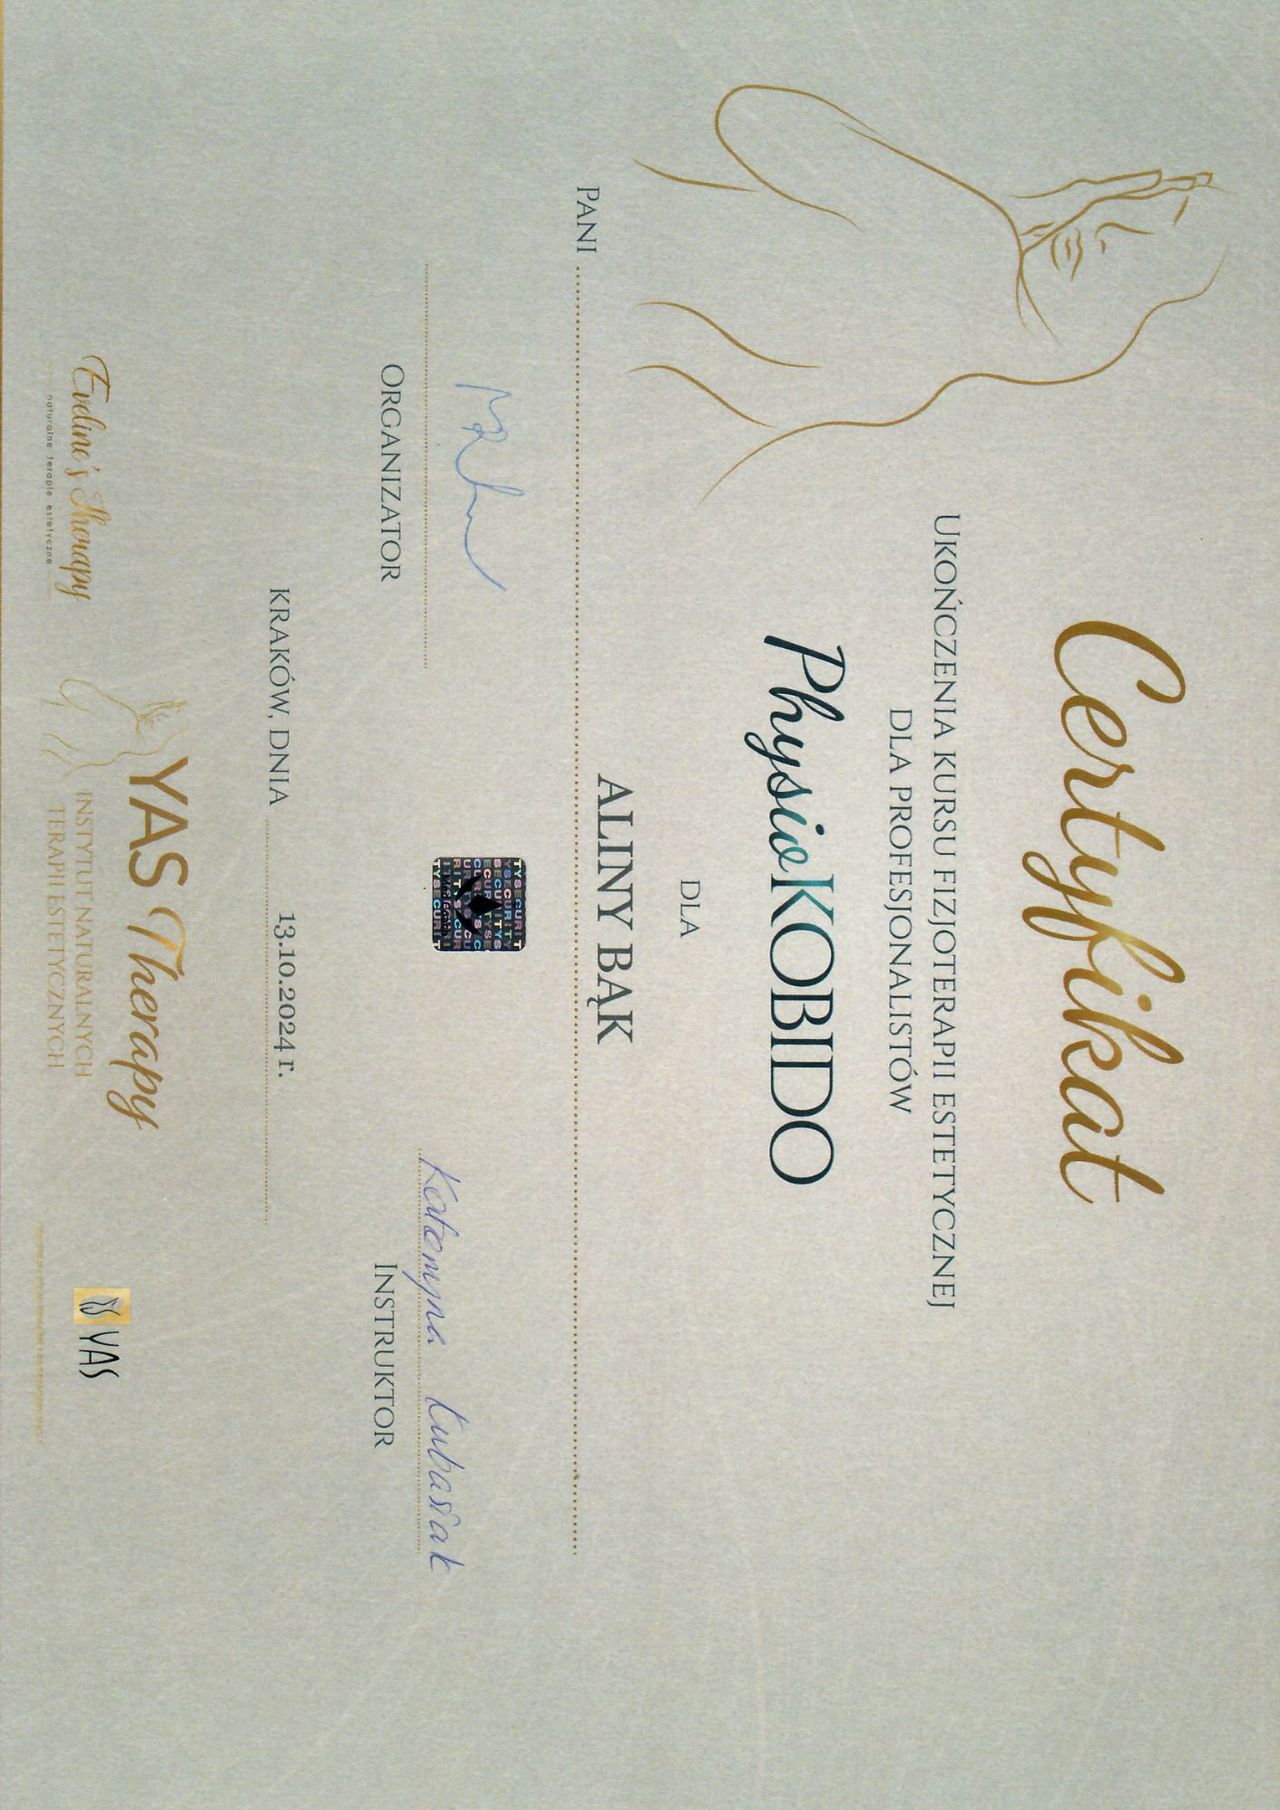 Certyfikat
UKOŃCZENIA KURSU FIZJOTERAPII ESTETYCZNEJ
DLA PROFESJONALISTÓW
PhysioKOBIDO
DLA
ALINY BĄK
PANI
Katarzyna Kubasiak
ORGANIZATOR
INSTRUKTOR
KRAKÓW, DNIA 13.10.2024 r.
YAS Therapy
INSTYTUT NATURALNYCH
TERAPII ESTETYCZNYCH
Eveline's Therapy
naturalne terapie estetyczne
YAS